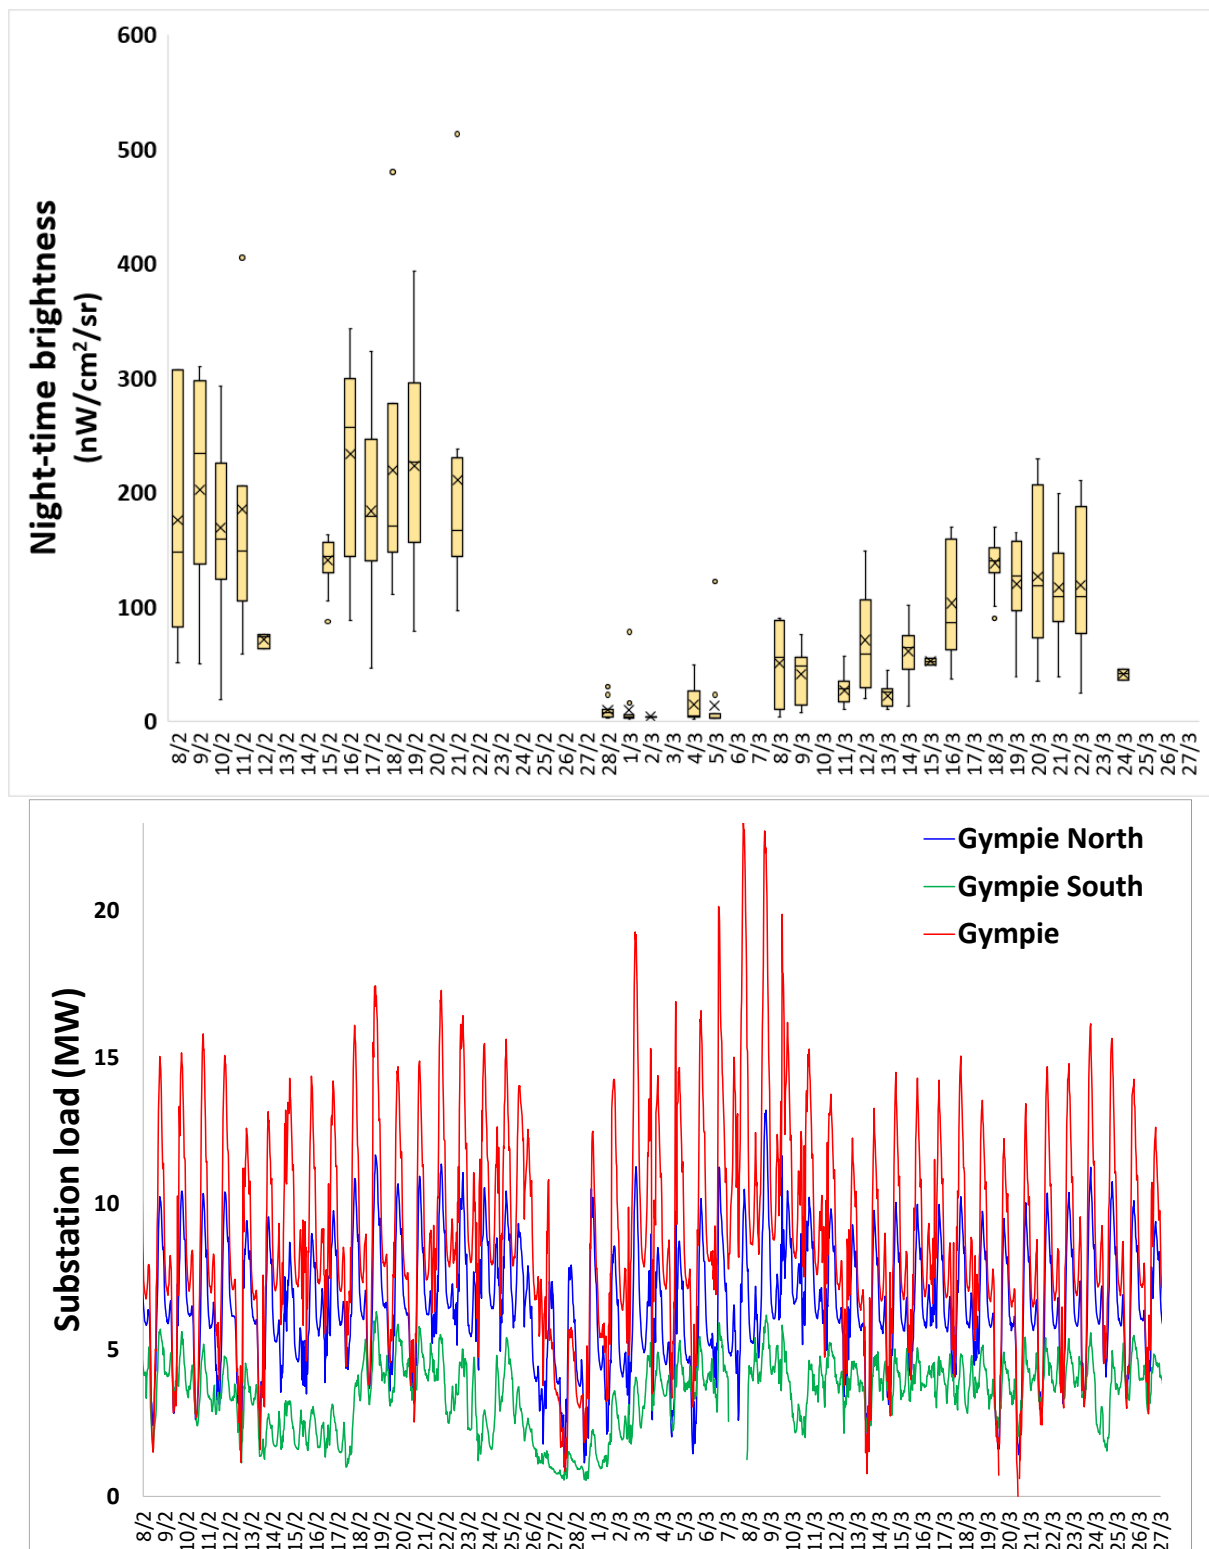 600
500
400
300
200
100
0
Night-time brightness
(nW/cm²/sr)
8/2 9/2 10/2 11/2 12/2 13/2 14/2 15/2 16/2 17/2 18/2 19/2 20/2 21/2 22/2 23/2 24/2 25/2 26/2 27/2 28/2 1/3 2/3 3/3 4/3 5/3 6/3 7/3 8/3 9/3 10/3 11/3 12/3 13/3 14/3 15/3 16/3 17/3 18/3 19/3 20/3 21/3 22/3 23/3 24/3 25/3 26/3 27/3
Gympie North
Gympie South
Gympie
20
15
10
5
0
Substation load (MW)
8/2 9/2 10/2 11/2 12/2 13/2 14/2 15/2 16/2 17/2 18/2 19/2 20/2 21/2 22/2 23/2 24/2 25/2 26/2 27/2 28/2 1/3 2/3 3/3 4/3 5/3 6/3 7/3 8/3 9/3 10/3 11/3 12/3 13/3 14/3 15/3 16/3 17/3 18/3 19/3 20/3 21/3 22/3 23/3 24/3 25/3 26/3 27/3